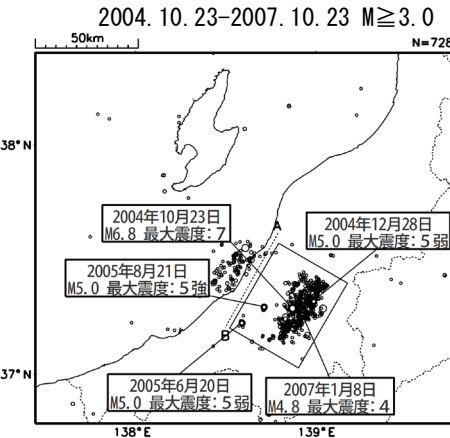 2004.10.23-2007.10.23 M≧3.0
50km
N=728
38°N
2004年10月23日
M6.8 最大震度:7
A
2004年12月28日
M5.0 最大震度:5弱
2005年8月21日
M5.0 最大震度:5強
B
37°N
2005年6月20日
M5.0 最大震度:5弱
2007年1月8日
M4.8 最大震度:4
138°E
139°E